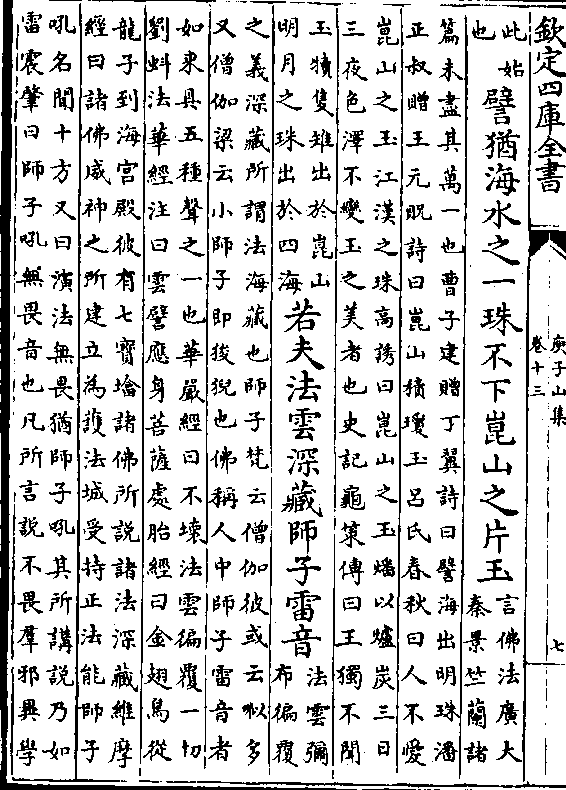 欽定四庫全書
庾子山集
卷十三
七
此始
也
譬猶海水之一珠不下崑山之片玉
言佛法廣大
秦景竺蘭諸
篇未盡其萬一也曹子建贈丁翼詩曰譬海出明珠潘
正叔贈王元貺詩曰崑山積瓊玉呂氏春秋曰人不愛
崑山之玉江漢之珠高誘曰崑山之玉燔以爐炭三日
三夜色澤不變玉之美者也史記龜策傳曰王獨不聞
玉櫝隻雉出於崑山
明月之珠出於四海
若夫法雲深藏師子雷音
法雲彌
布徧覆
之義深藏所謂法海藏也師子梵云僧伽彼或云多
又僧伽梁云小師子即狻猊也佛稱人中師子雷音者
如來具五種聲之一也華嚴經曰不壞法雲徧覆一切
劉蚪法華經注曰雲譬應身菩薩處胎經曰金翅鳥從
龍子到海宮殿彼有七寶塔諸佛所說諸法深藏維摩
經曰諸佛威神之所建立為護法城受持正法能師子
吼名聞十方又曰演法無畏猶師子吼其所講說乃如
雷震肇曰師子吼無畏音也凡所言說不畏羣邪異學